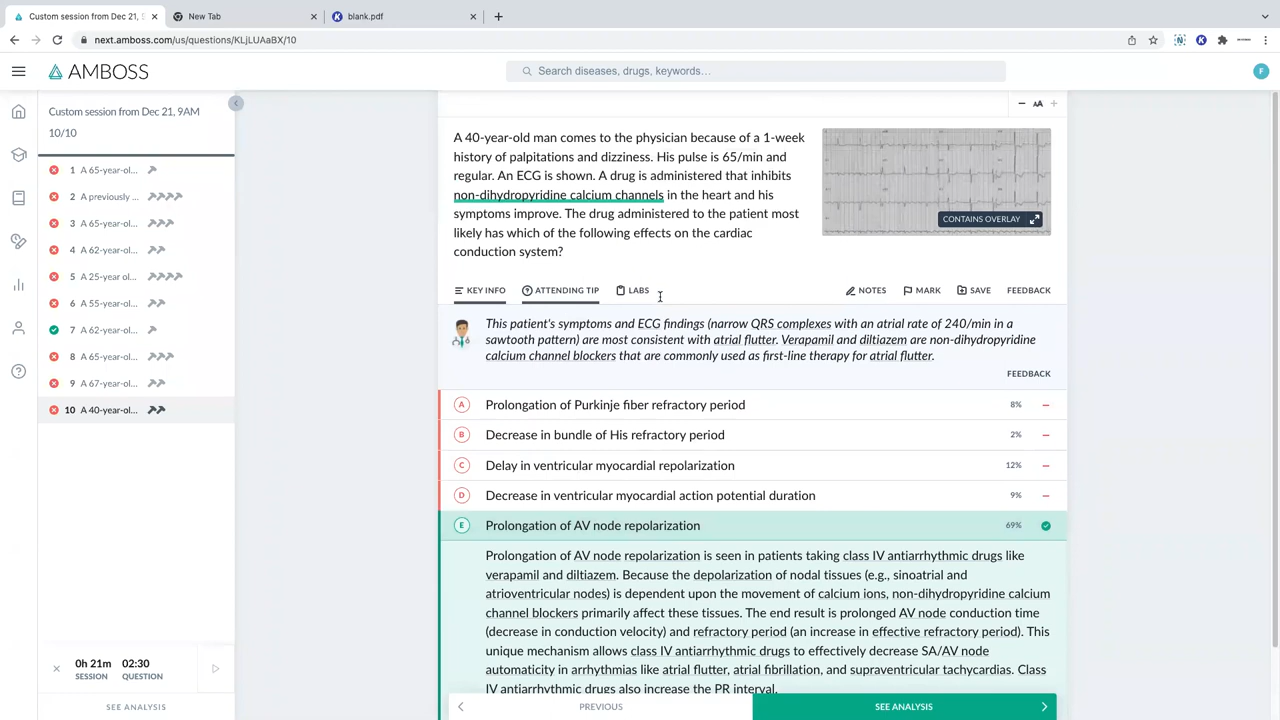 Custom session from Dec 21, 9
New Tab
blank.pdf
next.amboss.com/us/questions/KLjLUAaBX/10
AMBOSS
Search diseases, drugs, keywords…
F
Custom session from Dec 21, 9AM
10/10
1 A 65-year-ol...
2 A previously ...
3 A 65-year-ol...
4 A 62-year-ol...
5 A 25-year ol...
6 A 55-year-ol...
7 A 62-year-ol...
8 A 65-year-ol...
9 A 67-year-ol...
10 A 40-year-ol...
0h 21m 02:30
SESSION QUESTION
SEE ANALYSIS
− AA +
A 40-year-old man comes to the physician because of a 1-week
history of palpitations and dizziness. His pulse is 65/min and
regular. An ECG is shown. A drug is administered that inhibits
non-dihydropyridine calcium channels in the heart and his
symptoms improve. The drug administered to the patient most
likely has which of the following effects on the cardiac
conduction system?
CONTAINS OVERLAY
KEY INFO ATTENDING TIP LABS NOTES MARK SAVE FEEDBACK
This patient's symptoms and ECG findings (narrow QRS complexes with an atrial rate of 240/min in a
sawtooth pattern) are most consistent with atrial flutter. Verapamil and diltiazem are non-dihydropyridine
calcium channel blockers that are commonly used as first-line therapy for atrial flutter.
FEEDBACK
A Prolongation of Purkinje fiber refractory period 8%
B Decrease in bundle of His refractory period 2%
C Delay in ventricular myocardial repolarization 12%
D Decrease in ventricular myocardial action potential duration 9%
E Prolongation of AV node repolarization 69%
Prolongation of AV node repolarization is seen in patients taking class IV antiarrhythmic drugs like
verapamil and diltiazem. Because the depolarization of nodal tissues (e.g., sinoatrial and
atrioventricular nodes) is dependent upon the movement of calcium ions, non-dihydropyridine calcium
channel blockers primarily affect these tissues. The end result is prolonged AV node conduction time
(decrease in conduction velocity) and refractory period (an increase in effective refractory period). This
unique mechanism allows class IV antiarrhythmic drugs to effectively decrease SA/AV node
automaticity in arrhythmias like atrial flutter, atrial fibrillation, and supraventricular tachycardias. Class
IV antiarrhythmic drugs also increase the PR interval.
PREVIOUS
SEE ANALYSIS